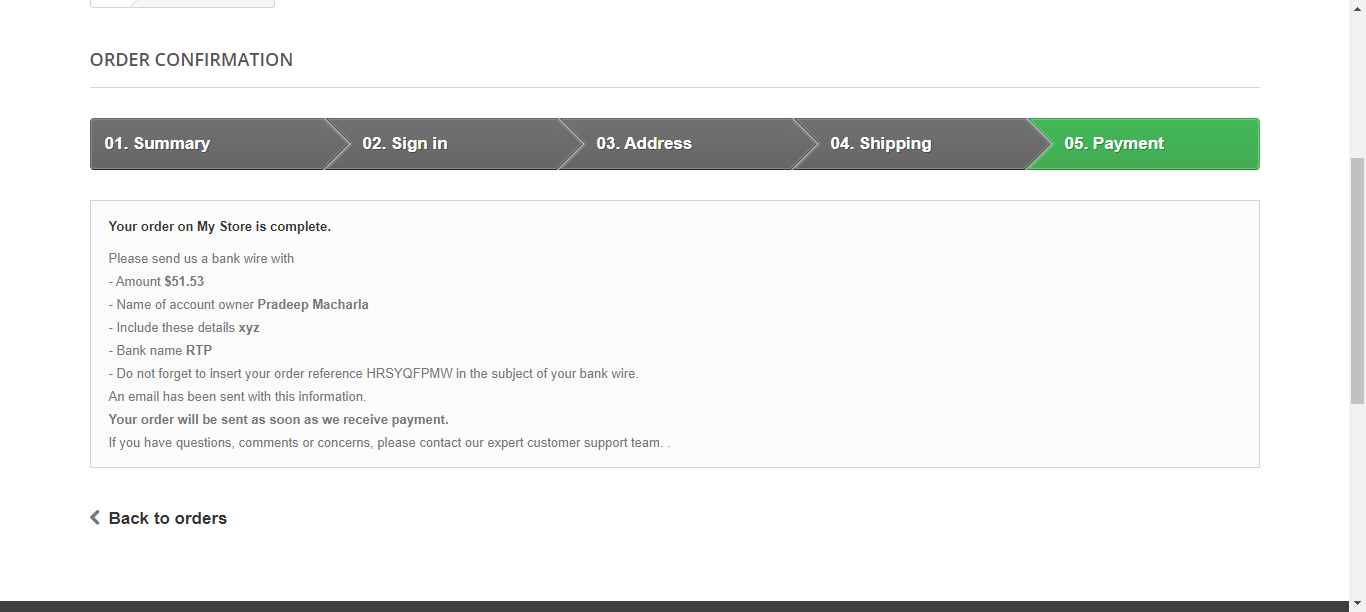 ORDER CONFIRMATION
01. Summary
02. Sign in
03. Address
04. Shipping
05. Payment
Your order on My Store is complete.
Please send us a bank wire with
- Amount $51.53
- Name of account owner Pradeep Macharla
- Include these details xyz
- Bank name RTP
- Do not forget to insert your order reference HRSYQFPMW in the subject of your bank wire.
An email has been sent with this information.
Your order will be sent as soon as we receive payment.
If you have questions, comments or concerns, please contact our expert customer support team. .
Back to orders